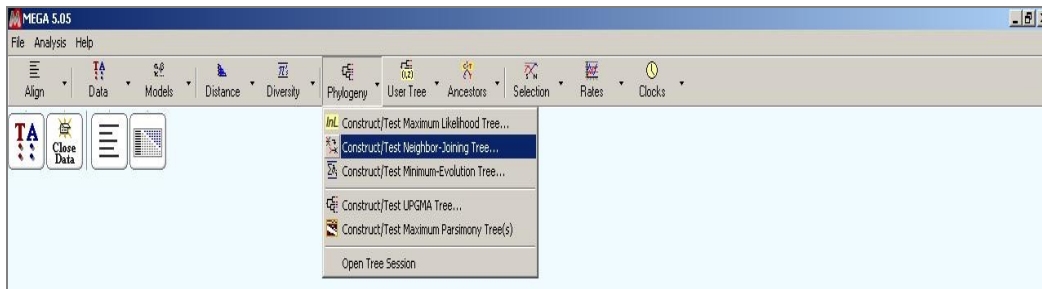 MEGA 5.05
File Analysis Help
Align Data Models Distance Diversity Phylogeny User Tree Ancestors Selection Rates Clocks
TA Close Data
lnL Construct/Test Maximum Likelihood Tree...
Construct/Test Neighbor-Joining Tree...
Construct/Test Minimum-Evolution Tree...
Construct/Test UPGMA Tree...
Construct/Test Maximum Parsimony Tree(s)
Open Tree Session